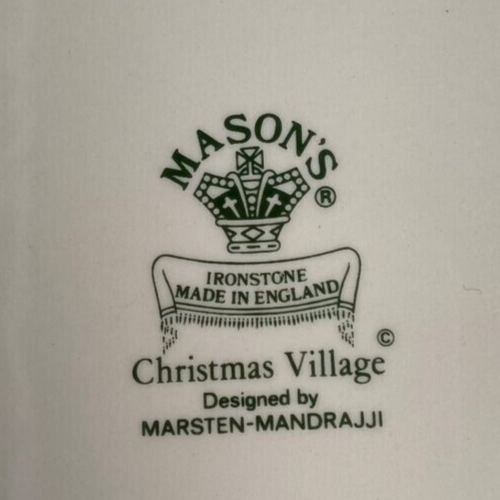 MASON'S®
IRONSTONE
MADE IN ENGLAND
©
Christmas Village
Designed by
MARSTEN-MANDRAJJI